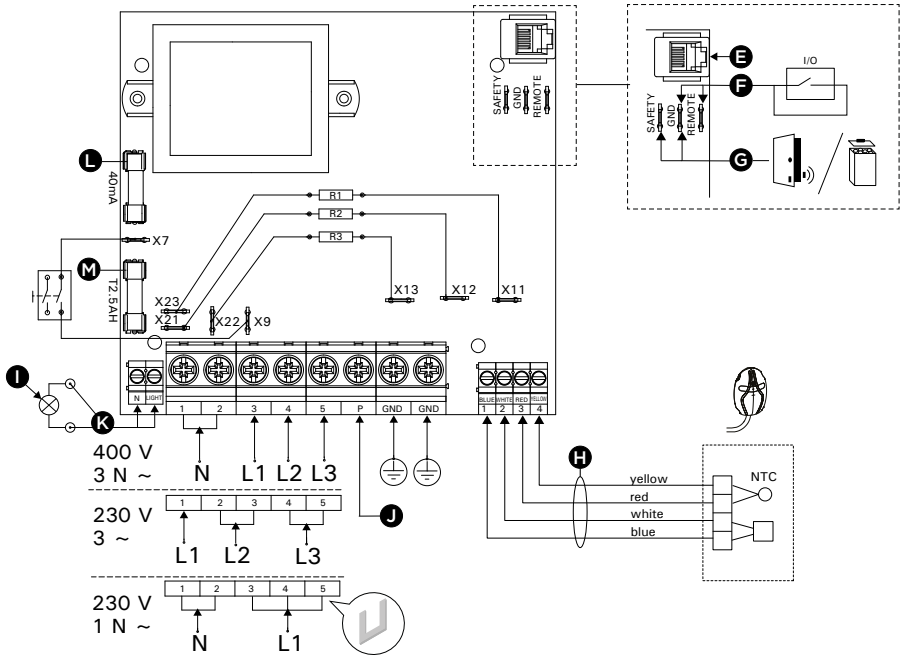 SAFETY
GND
REMOTE
E
F
I/O
SAFETY
GND
REMOTE
G
L
40mA
R1
R2
R3
X7
M
T2.5AH
X23
X21
X22
X9
X13
X12
X11
I
K
N LIGHT
1 2 3 4 5 P GND GND
BLUE WHITE RED YELLOW
1 2 3 4
400 V
3 N ~
N L1 L2 L3
J
H
yellow
red
white
blue
NTC
230 V
3 ~
1 2 3 4 5
L1 L2 L3
230 V
1 N ~
1 2 3 4 5
N L1